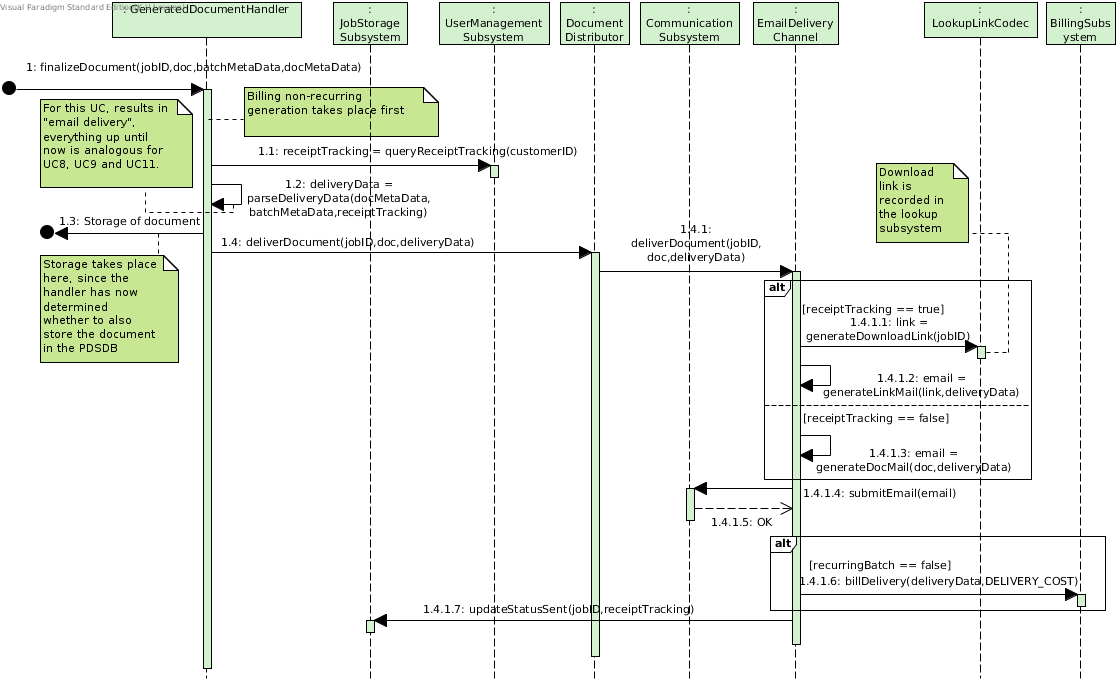 Visual Paradigm Standard Edition
: GeneratedDocumentHandler
:
JobStorage
Subsystem
:
UserManagement
Subsystem
:
Document
Distributor
:
Communication
Subsystem
:
EmailDelivery
Channel
:
LookupLinkCodec
:
BillingSubs
ystem
1: finalizeDocument(jobID,doc,batchMetaData,docMetaData)
For this UC, results in
"email delivery",
everything up until
now is analogous for
UC8, UC9 and UC11.
Billing non-recurring
generation takes place first
1.1: receiptTracking = queryReceiptTracking(customerID)
1.2: deliveryData =
parseDeliveryData(docMetaData,
batchMetaData,receiptTracking)
Download
link is
recorded in
the lookup
subsystem
1.3: Storage of document
1.4: deliverDocument(jobID,doc,deliveryData)
1.4.1:
deliverDocument(jobID,
doc,deliveryData)
Storage takes place
here, since the
handler has now
determined
whether to also
store the document
in the PDSDB
alt
[receiptTracking == true]
1.4.1.1: link =
generateDownloadLink(jobID)
1.4.1.2: email =
generateLinkMail(link,deliveryData)
[receiptTracking == false]
1.4.1.3: email =
generateDocMail(doc,deliveryData)
1.4.1.4: submitEmail(email)
1.4.1.5: OK
alt
[recurringBatch == false]
1.4.1.6: billDelivery(deliveryData,DELIVERY_COST)
1.4.1.7: updateStatusSent(jobID,receiptTracking)